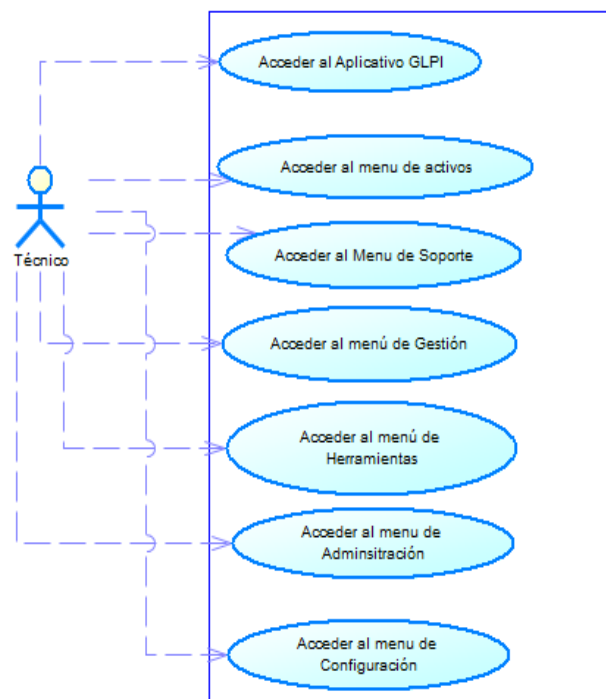 Acceder al Aplicativo GLPI
Acceder al menu de activos
Técnico
Acceder al Menu de Soporte
Acceder al menú de Gestión
Acceder al menú de
Herramientas
Acceder al menu de
Adminsitración
Acceder al menu de
Configuración